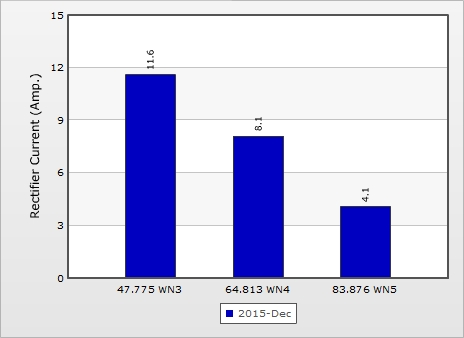 15
12
9
6
3
0
Rectifier Current (Amp.)
11.6
8.1
4.1
47.775 WN3
64.813 WN4
83.876 WN5
2015-Dec